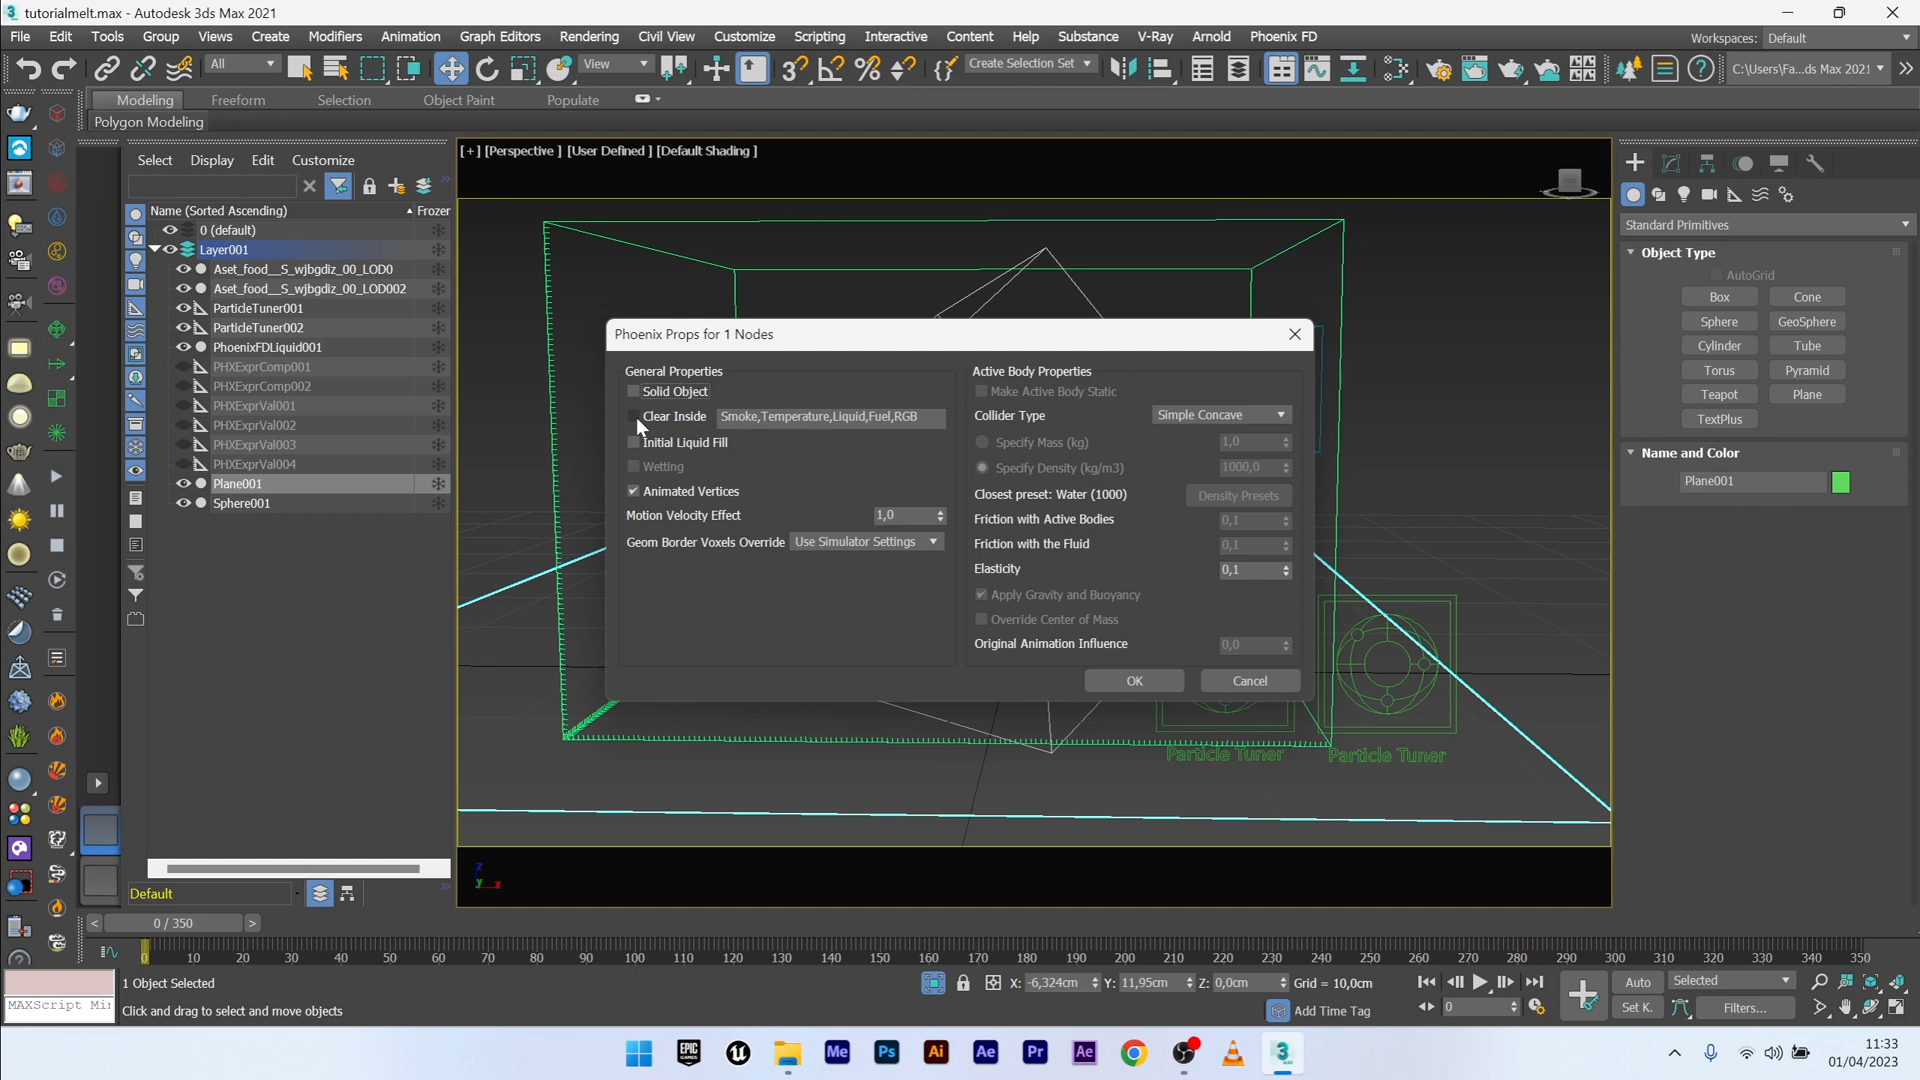 tutorialmelt.max - Autodesk 3ds Max 2021
File Edit Tools Group Views Create Modifiers Animation Graph Editors Rendering Civil View Customize Scripting Interactive Content Help Substance V-Ray Arnold Phoenix FD
Workspaces: Default
All View Create Selection Set C:\Users\Fa...ds Max 2021
Modeling Freeform Selection Object Paint Populate
Polygon Modeling
Select Display Edit Customize
Name (Sorted Ascending) Frozen
0 (default)
Layer001
Aset_food__S_wjbgdiz_00_LOD0
Aset_food__S_wjbgdiz_00_LOD002
ParticleTuner001
ParticleTuner002
PhoenixFDLiquid001
PHXExprComp001
PHXExprComp002
PHXExprVal001
PHXExprVal002
PHXExprVal003
PHXExprVal004
Plane001
Sphere001
Default
[+] [Perspective ] [User Defined ] [Default Shading ]
Phoenix Props for 1 Nodes
General Properties
Solid Object
Clear Inside Smoke,Temperature,Liquid,Fuel,RGB
Initial Liquid Fill
Wetting
Animated Vertices
Motion Velocity Effect 1,0
Geom Border Voxels Override Use Simulator Settings
Active Body Properties
Make Active Body Static
Collider Type Simple Concave
Specify Mass (kg) 1,0
Specify Density (kg/m3) 1000,0
Closest preset: Water (1000) Density Presets
Friction with Active Bodies 0,1
Friction with the Fluid 0,1
Elasticity 0,1
Apply Gravity and Buoyancy
Override Center of Mass
Original Animation Influence 0,0
OK Cancel
Particle Tuner Particle Tuner
z
y x
Standard Primitives
Object Type
AutoGrid
Box Cone
Sphere GeoSphere
Cylinder Tube
Torus Pyramid
Teapot Plane
TextPlus
Name and Color
Plane001
< 0 / 350 >
0 10 20 30 40 50 60 70 80 90 100 110 120 130 140 150 160 170 180 190 200 210 220 230 240 250 260 270 280 290 300 310 320 330 340 350
1 Object Selected
X: -6,324cm Y: 11,95cm Z: 0,0cm Grid = 10,0cm
Auto Selected
MAXScript Mi
Click and drag to select and move objects
Add Time Tag
0
Set K. Filters...
EPIC GAMES Me Ps Ai Ae Pr Ae 3
11:33
01/04/2023